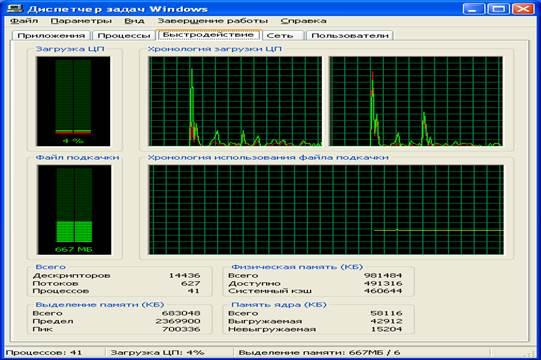 Диспетчер задач Windows
Файл Параметры Вид Завершение работы Справка
Приложения Процессы Быстродействие Сеть Пользователи
Загрузка ЦП Хронология загрузки ЦП
4 %
Файл подкачки Хронология использования файла подкачки
667 МБ
Всего Физическая память (КБ)
Дескрипторов 14436 Всего 981484
Потоков 627 Доступно 491316
Процессов 41 Системный кэш 460644
Выделение памяти (КБ) Память ядра (КБ)
Всего 683048 Всего 58116
Предел 2369900 Выгружаемая 42912
Пик 700336 Невыгружаемая 15204
Процессов: 41 Загрузка ЦП: 4% Выделение памяти: 667МБ / 6